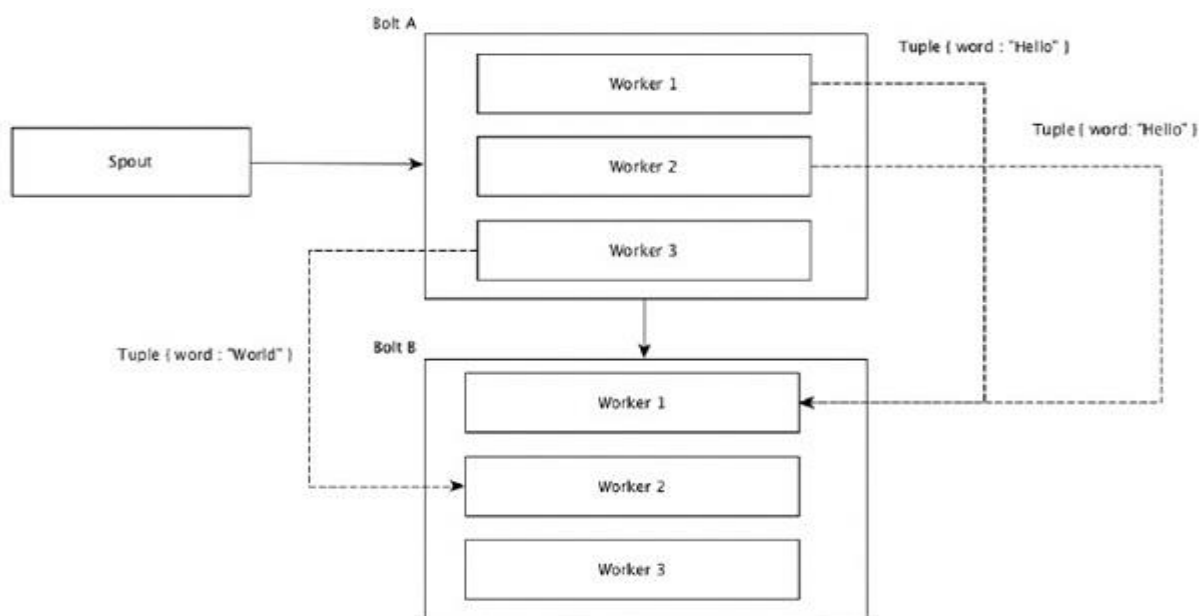 Bolt A
Tuple { word : "Hello" }
Worker 1
Tuple { word: "Hello" }
Spout
Worker 2
Worker 3
Tuple { word : "World" }
Bolt B
Worker 1
Worker 2
Worker 3